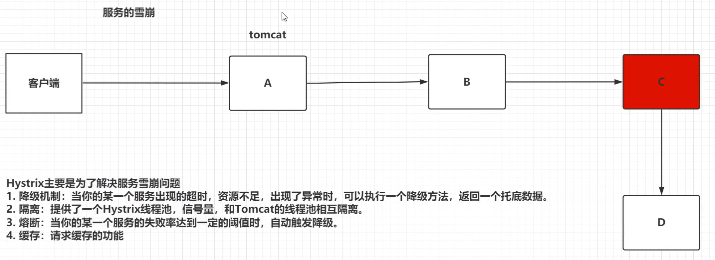 服务的雪崩
tomcat
客户端
A
B
C
D
Hystrix主要是为了解决服务雪崩问题
1. 降级机制：当你的某一个服务出现的超时，资源不足，出现了异常时，可以执行一个降级方法，返回一个托底数据。
2. 隔离：提供了一个Hystrix线程池，信号量，和Tomcat的线程池相互隔离。
3. 熔断：当你的某一个服务的失败率达到一定的阈值时，自动触发降级。
4. 缓存：请求缓存的功能